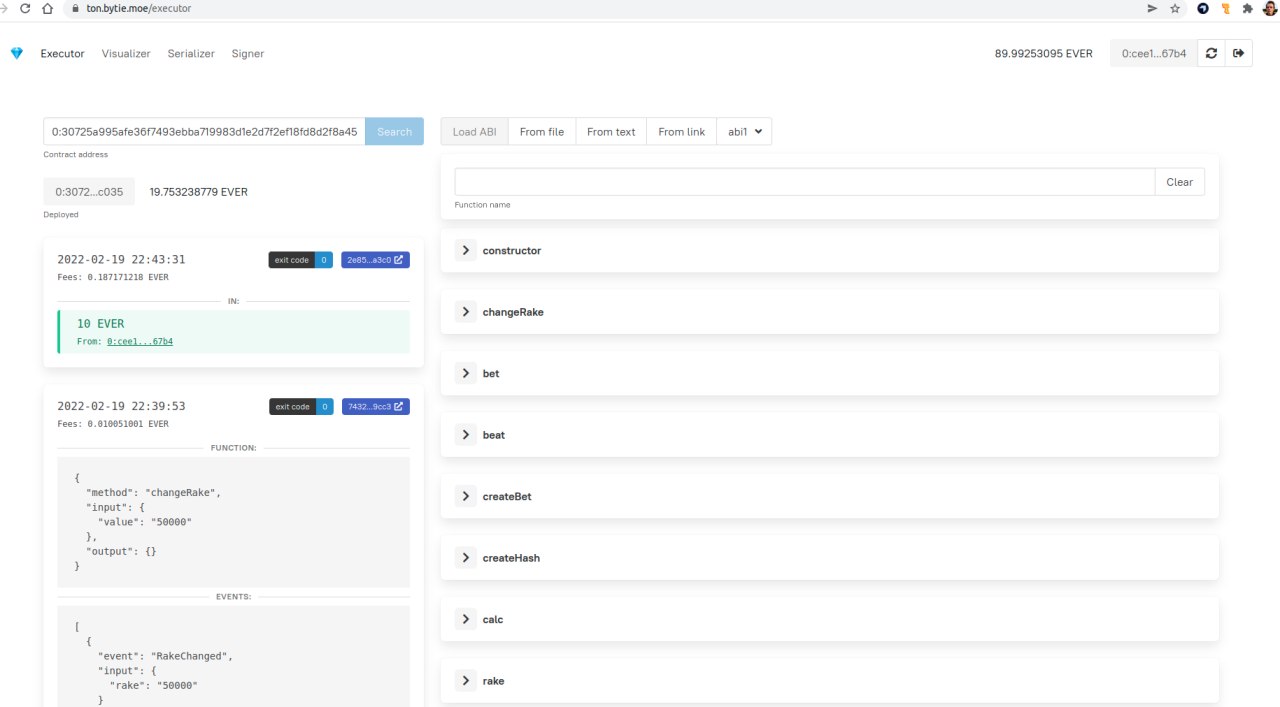 ton.bytie.moe/executor
Executor Visualizer Serializer Signer
89.99253095 EVER 0:cee1...67b4
0:30725a995afe36f7493ebba719983d1e2d7f2ef18fd8d2f8a45 Search
Contract address
0:3072...c035 19.753238779 EVER
Deployed
2022-02-19 22:43:31 exit code 0 2e85...a3c0
Fees: 0.187171218 EVER
IN:
10 EVER
From: 0:cee1...67b4
2022-02-19 22:39:53 exit code 0 7432...9cc3
Fees: 0.010051001 EVER
FUNCTION:
{
"method": "changeRake",
"input": {
"value": "50000"
},
"output": {}
}
EVENTS:
[
{
"event": "RakeChanged",
"input": {
"rake": "50000"
}
Load ABI From file From text From link abi1
Clear
Function name
constructor
changeRake
bet
beat
createBet
createHash
calc
rake